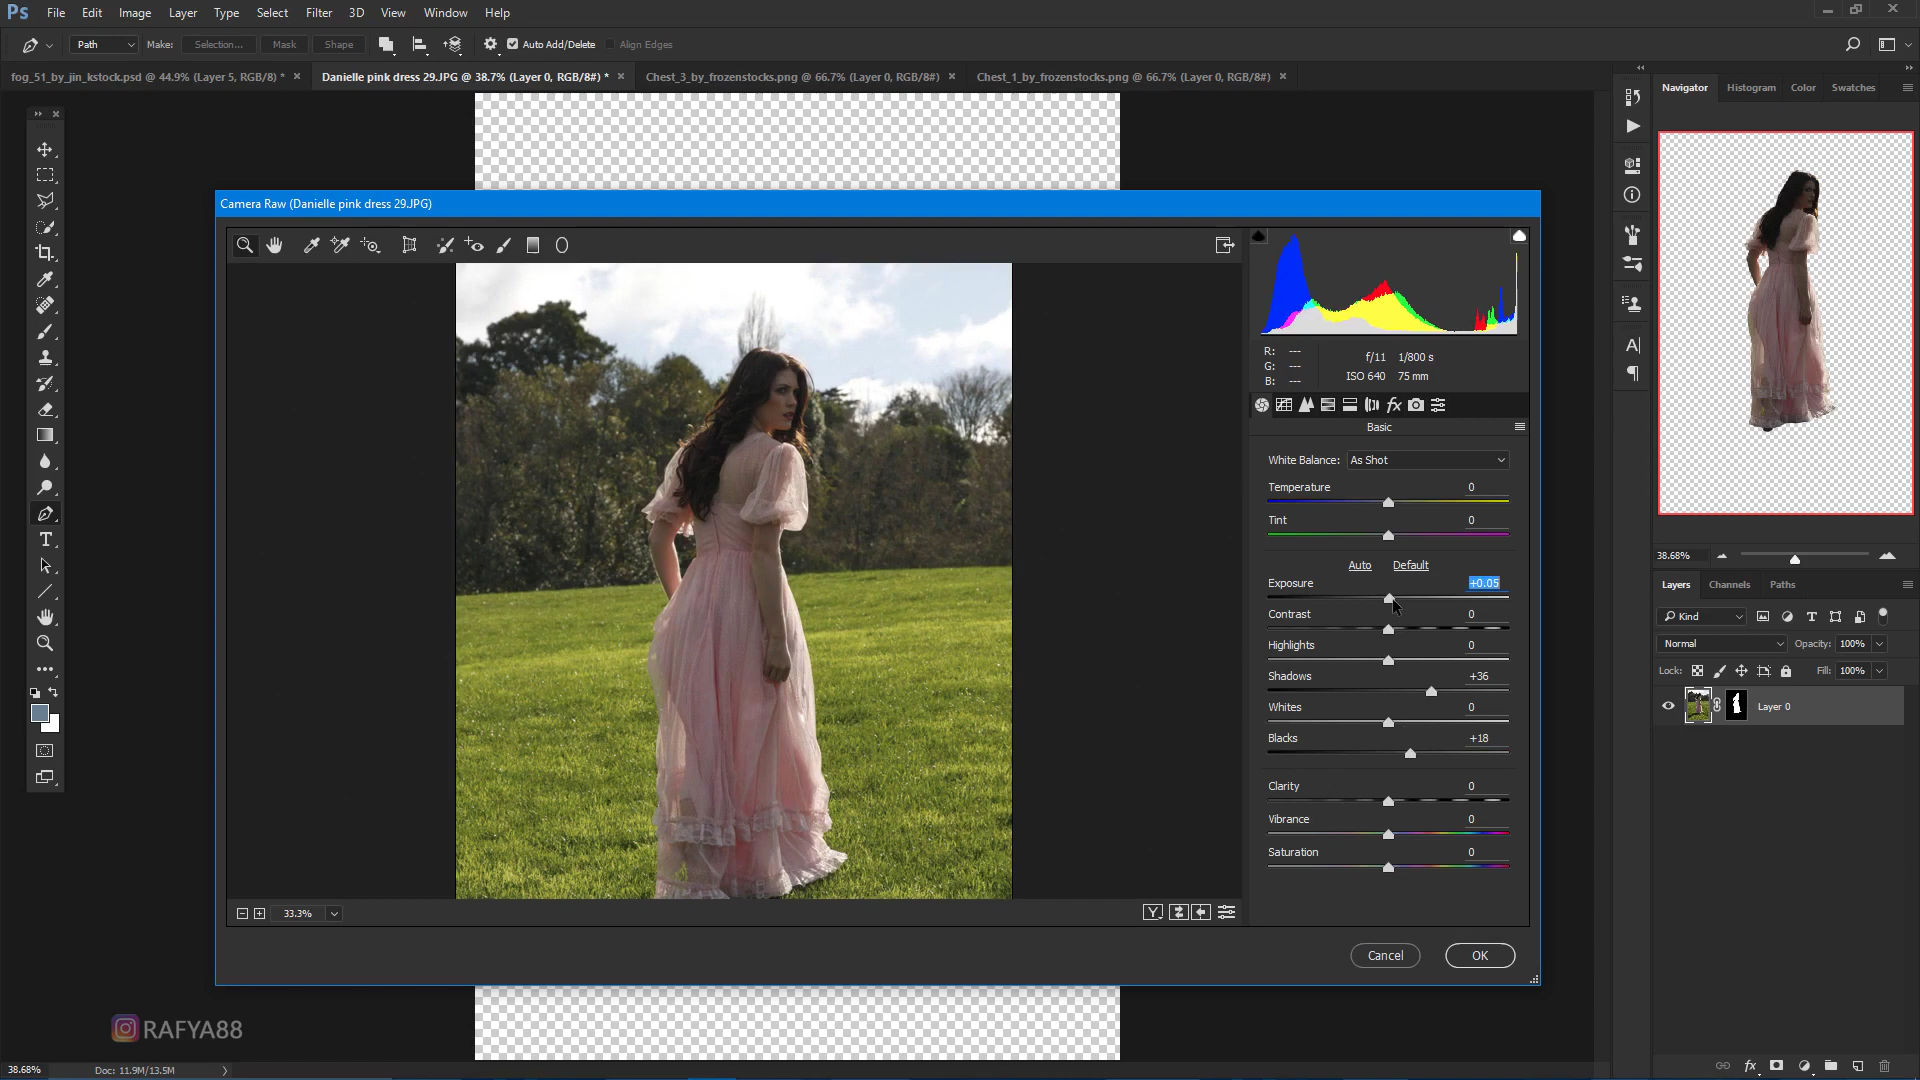 Ps File Edit Image Layer Type Select Filter 3D View Window Help
Path Make: Selection... Mask Shape Auto Add/Delete Align Edges
fog_51_by_jin_kstock.psd @ 44.9% (Layer 5, RGB/8) * × Danielle pink dress 29.JPG @ 38.7% (Layer 0, RGB/8#) * × Chest_3_by_frozenstocks.png @ 66.7% (Layer 0, RGB/8#) × Chest_1_by_frozenstocks.png @ 66.7% (Layer 0, RGB/8#) ×
Navigator Histogram Color Swatches
Camera Raw (Danielle pink dress 29.JPG)
R: ---
G: ---
B: ---
f/11 1/800 s
ISO 640 75 mm
Basic
White Balance: As Shot
Temperature 0
Tint 0
Auto Default
Exposure +0.05
Contrast 0
Highlights 0
Shadows +36
Whites 0
Blacks +18
Clarity 0
Vibrance 0
Saturation 0
33.3%
Y
Cancel OK
38.68%
Layers Channels Paths
Kind
Normal Opacity: 100%
Lock: Fill: 100%
Layer 0
RAFYA88
38.68% Doc: 11.9M/13.5M